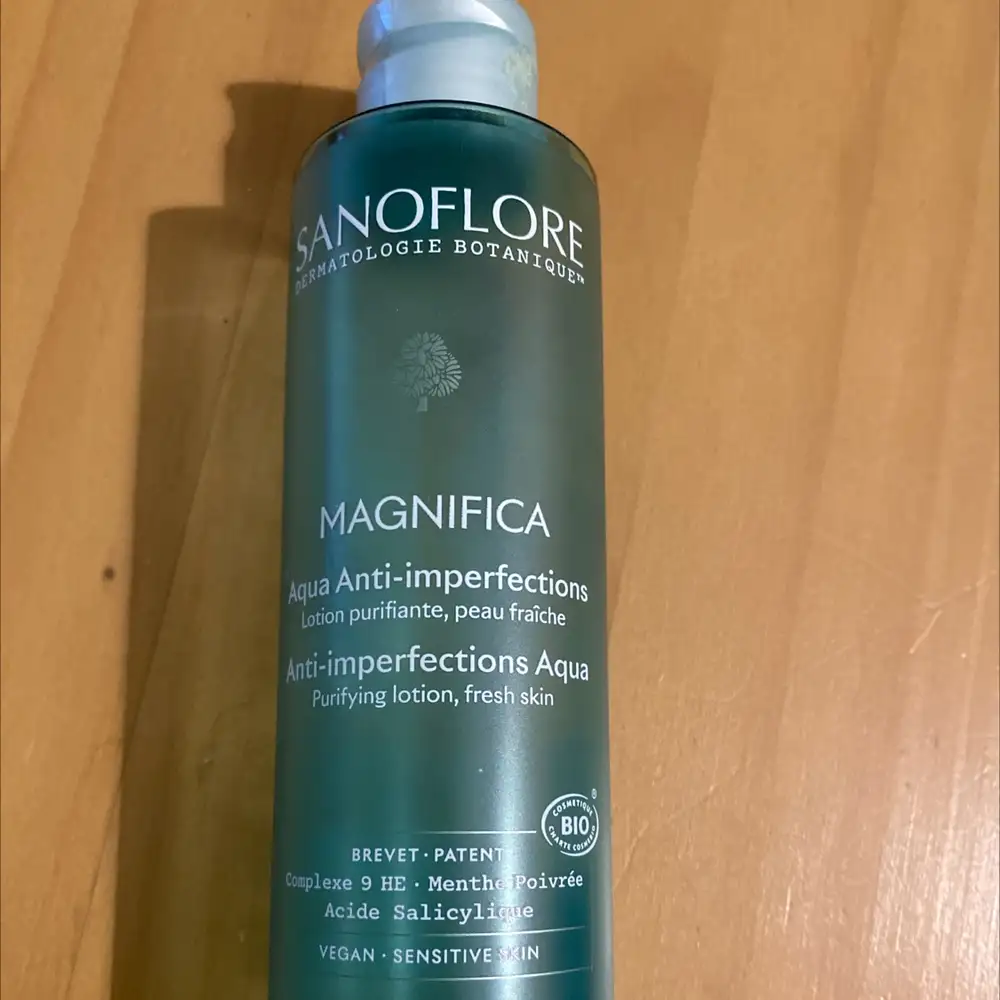 SANOFLORE
DERMATOLOGIE BOTANIQUE™
MAGNIFICA
Aqua Anti-imperfections
Lotion purifiante, peau fraîche
Anti-imperfections Aqua
Purifying lotion, fresh skin
®
COSMETIQUE
BIO
CHARTE COSMEBIO
BREVET · PATENT
Complexe 9 HE · Menthe Poivrée
Acide Salicylique
VEGAN · SENSITIVE SKIN